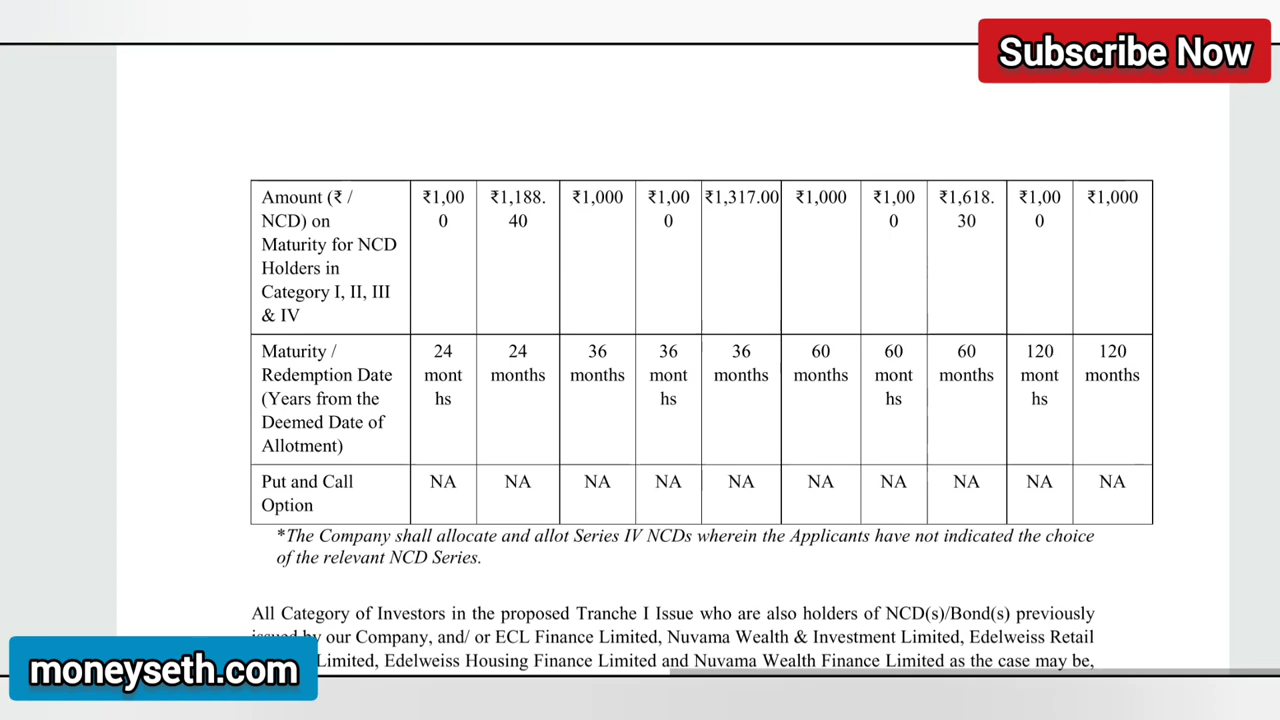 Subscribe Now
Amount (₹ / ₹1,00 ₹1,188. ₹1,000 ₹1,00 ₹1,317.00 ₹1,000 ₹1,00 ₹1,618. ₹1,00 ₹1,000
NCD) on 0 40 0 0 30 0
Maturity for NCD
Holders in
Category I, II, III
& IV
Maturity / 24 24 36 36 36 60 60 60 120 120
Redemption Date mont months months mont months months mont months mont months
(Years from the hs hs hs hs
Deemed Date of
Allotment)
Put and Call NA NA NA NA NA NA NA NA NA NA
Option
*The Company shall allocate and allot Series IV NCDs wherein the Applicants have not indicated the choice
of the relevant NCD Series.
All Category of Investors in the proposed Tranche I Issue who are also holders of NCD(s)/Bond(s) previously
issued by our Company, and/ or ECL Finance Limited, Nuvama Wealth & Investment Limited, Edelweiss Retail
Limited, Edelweiss Housing Finance Limited and Nuvama Wealth Finance Limited as the case may be,
moneyseth.com